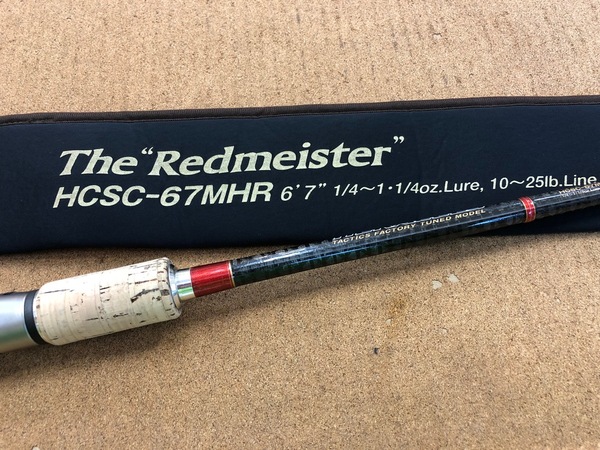 The "Redmeister"
HCSC-67MHR 6'7" 1/4~1·1/4oz.Lure, 10~25lb.Line
TACTICS FACTORY TUNED MODEL